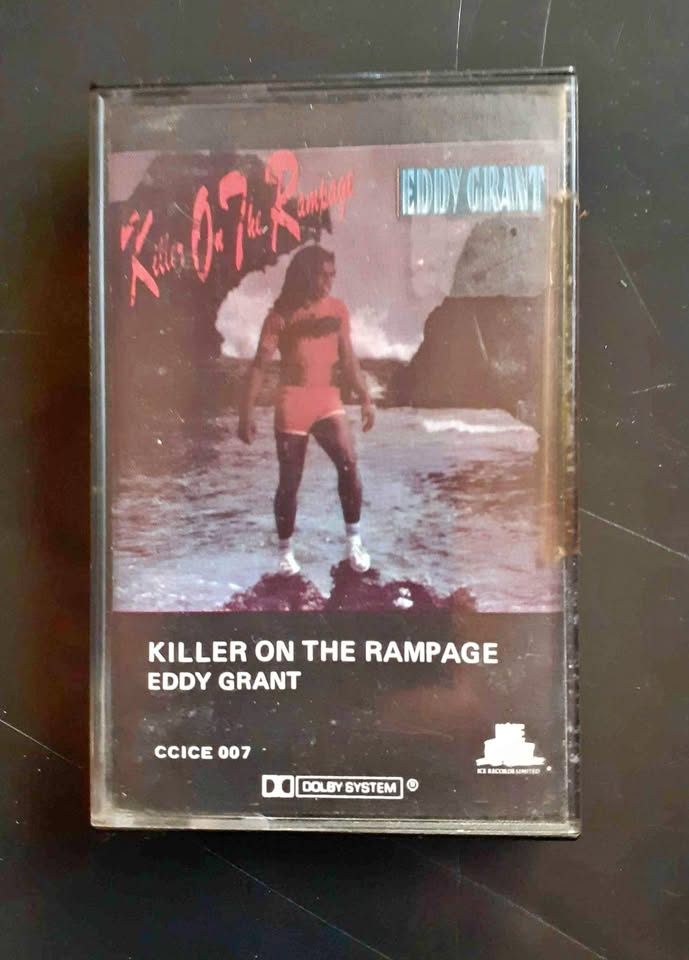 Killer On The Rampage
EDDY GRANT
KILLER ON THE RAMPAGE
EDDY GRANT
CCICE 007
ICE
ICE RECORDS LIMITED
DOLBY SYSTEM ®